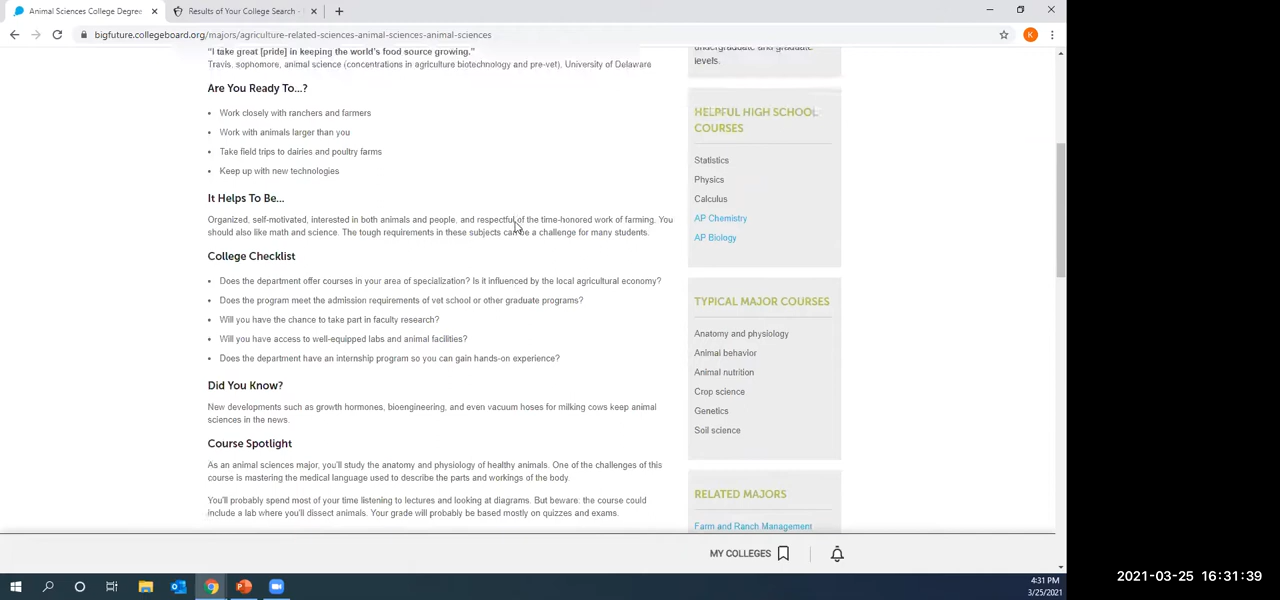 Animal Sciences College Degree
Results of Your College Search -
bigfuture.collegeboard.org/majors/agriculture-related-sciences-animal-sciences-animal-sciences
K
"I take great [pride] in keeping the world's food source growing."
Travis, sophomore, animal science (concentrations in agriculture biotechnology and pre-vet), University of Delaware
Are You Ready To...?
• Work closely with ranchers and farmers
• Work with animals larger than you
• Take field trips to dairies and poultry farms
• Keep up with new technologies
It Helps To Be...
Organized, self-motivated, interested in both animals and people, and respectful of the time-honored work of farming. You
should also like math and science. The tough requirements in these subjects can be a challenge for many students.
College Checklist
• Does the department offer courses in your area of specialization? Is it influenced by the local agricultural economy?
• Does the program meet the admission requirements of vet school or other graduate programs?
• Will you have the chance to take part in faculty research?
• Will you have access to well-equipped labs and animal facilities?
• Does the department have an internship program so you can gain hands-on experience?
Did You Know?
New developments such as growth hormones, bioengineering, and even vacuum hoses for milking cows keep animal
sciences in the news.
Course Spotlight
As an animal sciences major, you'll study the anatomy and physiology of healthy animals. One of the challenges of this
course is mastering the medical language used to describe the parts and workings of the body.
You'll probably spend most of your time listening to lectures and looking at diagrams. But beware: the course could
include a lab where you'll dissect animals. Your grade will probably be based mostly on quizzes and exams.
undergraduate and graduate
levels.
HELPFUL HIGH SCHOOL
COURSES
Statistics
Physics
Calculus
AP Chemistry
AP Biology
TYPICAL MAJOR COURSES
Anatomy and physiology
Animal behavior
Animal nutrition
Crop science
Genetics
Soil science
RELATED MAJORS
Farm and Ranch Management
MY COLLEGES
4:31 PM
3/25/2021
2021-03-25 16:31:39